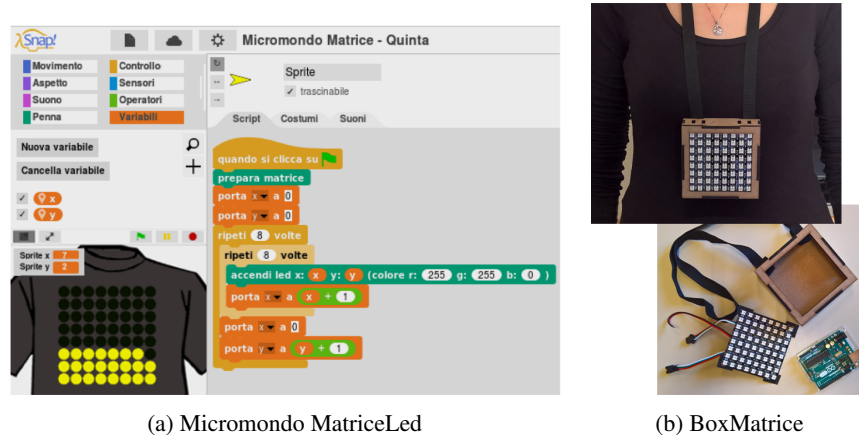 Snap!
Micromondo Matrice - Quinta
Movimento
Controllo
Aspetto
Sensori
Suono
Operatori
Penna
Variabili
Sprite
trascinabile
Script Costumi Suoni
Nuova variabile
Cancella variabile
x
y
Sprite x 7
Sprite y 2
quando si clicca su
prepara matrice
porta x a 0
porta y a 0
ripeti 8 volte
ripeti 8 volte
accendi led x: x y: y (colore r: 255 g: 255 b: 0 )
porta x a x + 1
porta x a 0
porta y a y + 1
(a) Micromondo MatriceLed
(b) BoxMatrice